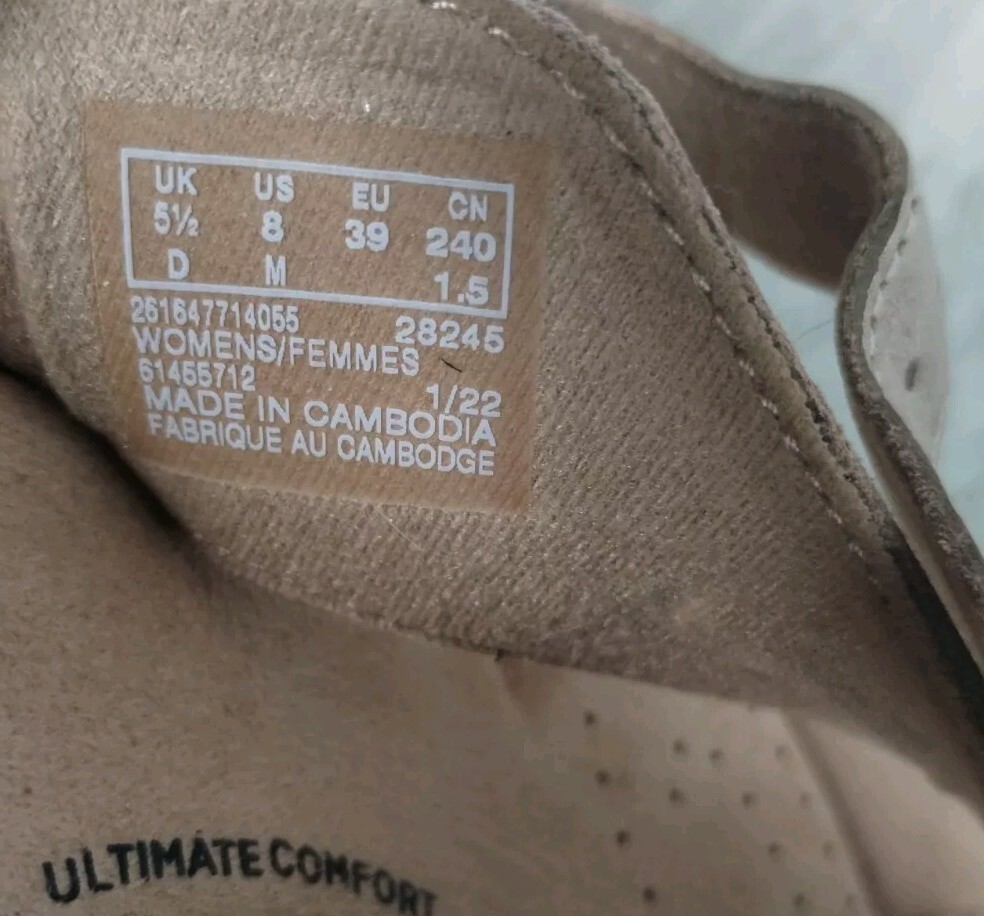 UK US EU CN
5½ 8 39 240
D M 1.5
261647714055 28245
WOMENS/FEMMES
61455712 1/22
MADE IN CAMBODIA
FABRIQUE AU CAMBODGE
ULTIMATE COMFORT